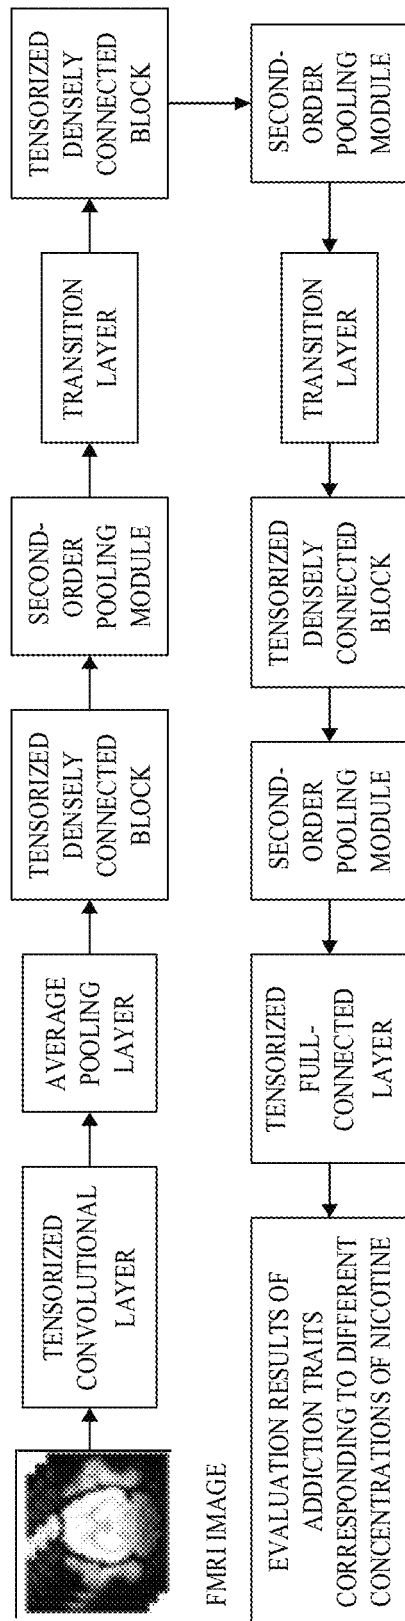 FMRI IMAGE
TENSORIZED
CONVOLUTIONAL
LAYER
AVERAGE
POOLING
LAYER
TENSORIZED
DENSELY
CONNECTED
BLOCK
SECOND-
ORDER
POOLING
MODULE
TRANSITION
LAYER
TENSORIZED
DENSELY
CONNECTED
BLOCK
SECOND-
ORDER
POOLING
MODULE
TRANSITION
LAYER
TENSORIZED
DENSELY
CONNECTED
BLOCK
SECOND-
ORDER
POOLING
MODULE
TENSORIZED
FULL-
CONNECTED
LAYER
EVALUATION RESULTS OF
ADDICTION TRAITS
CORRESPONDING TO DIFFERENT
CONCENTRATIONS OF NICOTINE